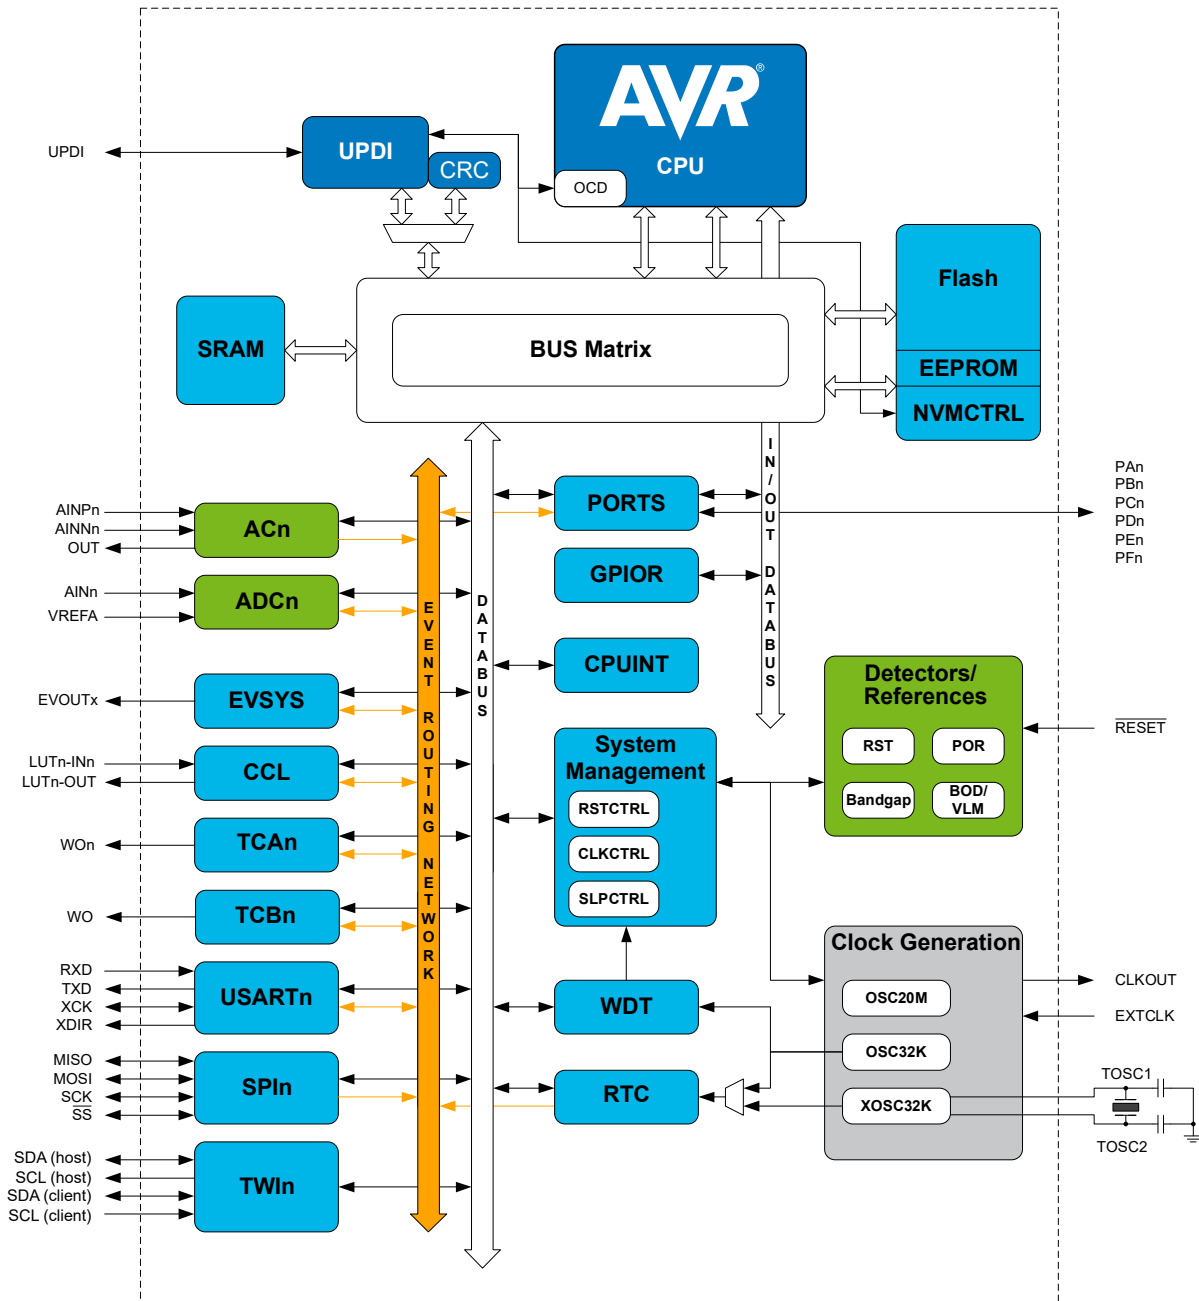 AVR®
CPU
OCD
UPDI
UPDI
CRC
Flash
EEPROM
NVMCTRL
SRAM
BUS Matrix
IN/OUT DATABUS
DATABUS
EVENT ROUTING NETWORK
AINPn
AINNn
OUT
ACn
PORTS
PAn
PBn
PCn
PDn
PEn
PFn
AINn
VREFA
ADCn
GPIOR
CPUINT
EVOUTx
EVSYS
Detectors/
References
RST
POR
Bandgap
BOD/
VLM
RESET
LUTn-INn
LUTn-OUT
CCL
System
Management
RSTCTRL
CLKCTRL
SLPCTRL
WOn
TCAn
WO
TCBn
Clock Generation
OSC20M
OSC32K
XOSC32K
CLKOUT
EXTCLK
TOSC1
TOSC2
RXD
TXD
XCK
XDIR
USARTn
WDT
MISO
MOSI
SCK
SS
SPIn
RTC
SDA (host)
SCL (host)
SDA (client)
SCL (client)
TWIn